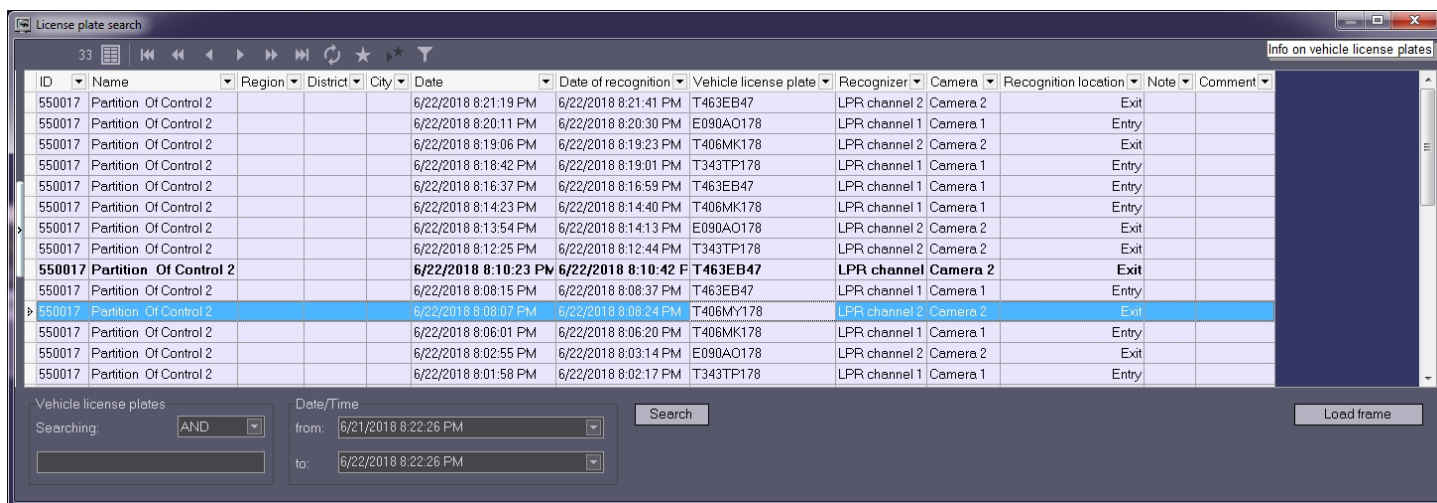 License plate search
33
Info on vehicle license plates
ID Name Region District City Date Date of recognition Vehicle license plate Recognizer Camera Recognition location Note Comment
550017 Partition Of Control 2 6/22/2018 8:21:19 PM 6/22/2018 8:21:41 PM T463EB47 LPR channel 2 Camera 2 Exit
550017 Partition Of Control 2 6/22/2018 8:20:11 PM 6/22/2018 8:20:30 PM E090AO178 LPR channel 1 Camera 1 Entry
550017 Partition Of Control 2 6/22/2018 8:19:06 PM 6/22/2018 8:19:23 PM T406MK178 LPR channel 2 Camera 2 Exit
550017 Partition Of Control 2 6/22/2018 8:18:42 PM 6/22/2018 8:19:01 PM T343TP178 LPR channel 1 Camera 1 Entry
550017 Partition Of Control 2 6/22/2018 8:16:37 PM 6/22/2018 8:16:59 PM T463EB47 LPR channel 1 Camera 1 Entry
550017 Partition Of Control 2 6/22/2018 8:14:23 PM 6/22/2018 8:14:40 PM T406MK178 LPR channel 1 Camera 1 Entry
550017 Partition Of Control 2 6/22/2018 8:13:54 PM 6/22/2018 8:14:13 PM E090AO178 LPR channel 2 Camera 2 Exit
550017 Partition Of Control 2 6/22/2018 8:12:25 PM 6/22/2018 8:12:44 PM T343TP178 LPR channel 2 Camera 2 Exit
550017 Partition Of Control 2 6/22/2018 8:10:23 PM 6/22/2018 8:10:42 P T463EB47 LPR channel Camera 2 Exit
550017 Partition Of Control 2 6/22/2018 8:08:15 PM 6/22/2018 8:08:37 PM T463EB47 LPR channel 1 Camera 1 Entry
550017 Partition Of Control 2 6/22/2018 8:08:07 PM 6/22/2018 8:08:24 PM T406MY178 LPR channel 2 Camera 2 Exit
550017 Partition Of Control 2 6/22/2018 8:06:01 PM 6/22/2018 8:06:20 PM T406MK178 LPR channel 1 Camera 1 Entry
550017 Partition Of Control 2 6/22/2018 8:02:55 PM 6/22/2018 8:03:14 PM E090AO178 LPR channel 2 Camera 2 Exit
550017 Partition Of Control 2 6/22/2018 8:01:58 PM 6/22/2018 8:02:17 PM T343TP178 LPR channel 1 Camera 1 Entry
Vehicle license plates Date/Time
Search Load frame
Searching: AND from: 6/21/2018 8:22:26 PM
to: 6/22/2018 8:22:26 PM